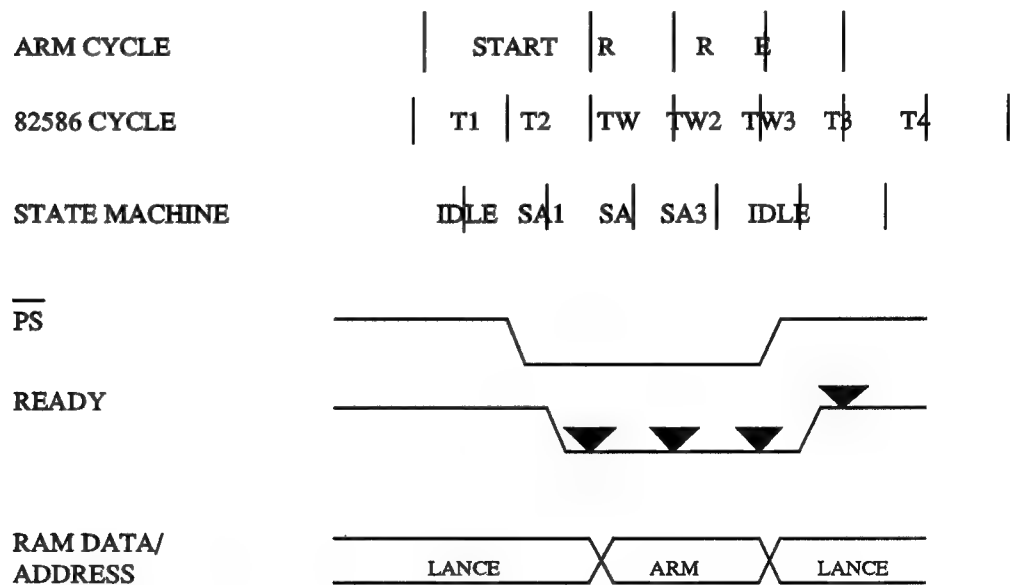 ARM CYCLE START R R E
82586 CYCLE T1 T2 TW TW2 TW3 T3 T4
STATE MACHINE IDLE SA1 SA SA3 IDLE
PS
READY
RAM DATA/
ADDRESS LANCE ARM LANCE